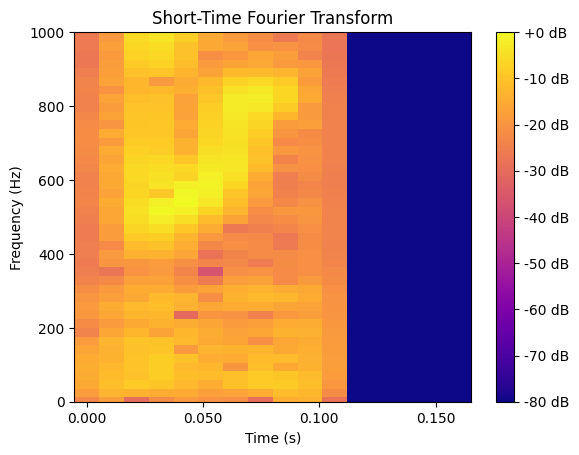 Short-Time Fourier Transform
1000
800
600
400
200
0
Frequency (Hz)
0.000
0.050
0.100
0.150
Time (s)
+0 dB
-10 dB
-20 dB
-30 dB
-40 dB
-50 dB
-60 dB
-70 dB
-80 dB